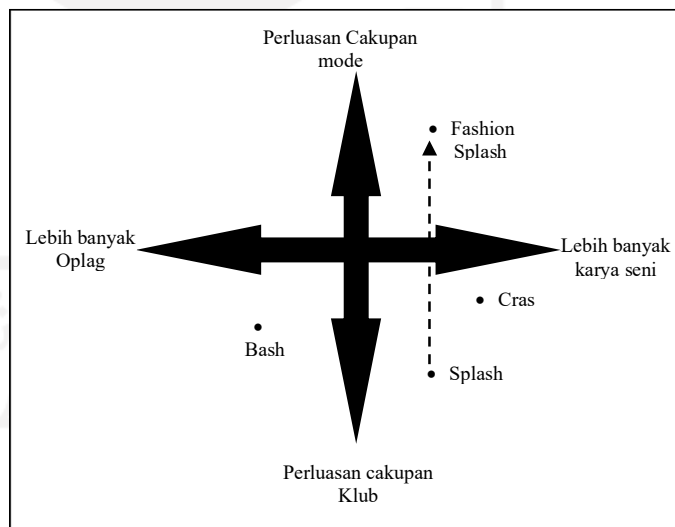 Perluasan Cakupan
mode
Fashion
Splash
Lebih banyak
Oplag
Lebih banyak
karya seni
Cras
Bash
Splash
Perluasan cakupan
Klub